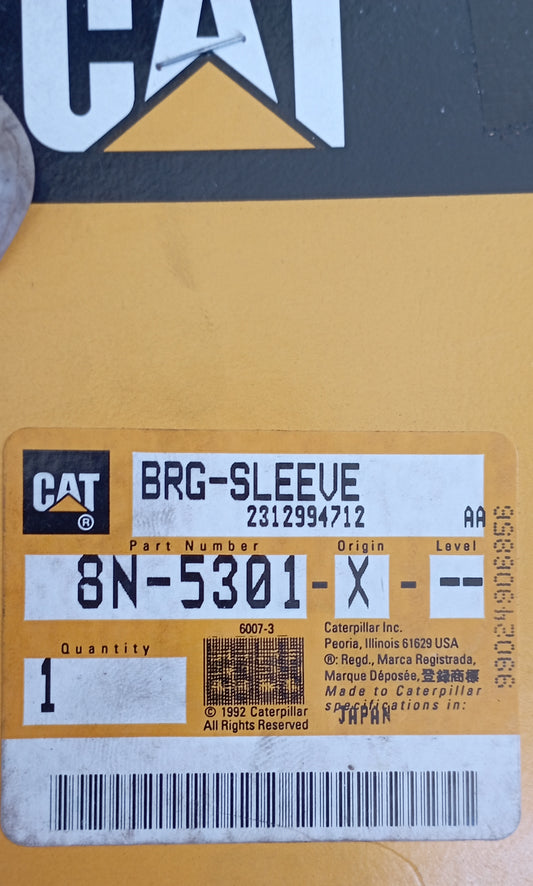 CAT
CAT ®
BRG-SLEEVE
2312994712 AA
Part Number Origin Level
8N-5301-X---
Quantity
1
6007-3
© 1992 Caterpillar
All Rights Reserved
Caterpillar Inc.
Peoria, Illinois 61629 USA
®: Regd., Marca Registrada,
Marque Déposée, 登録商標
Made to Caterpillar
specifications in:
JAPAN